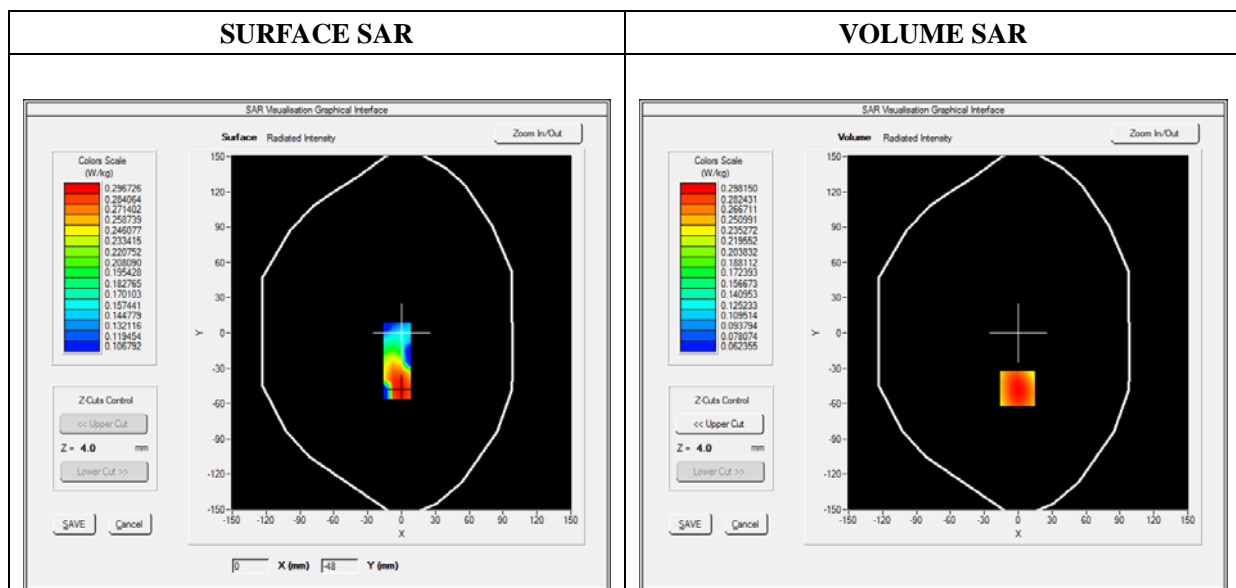 SURFACE SAR
VOLUME SAR
SAR Visualisation Graphical Interface
Surface Radiated Intensity
Zoom In/Out
Colors Scale
(W/kg)
0.296726
0.284064
0.271402
0.258739
0.246077
0.233415
0.220752
0.208090
0.195428
0.182765
0.170103
0.157441
0.144779
0.132116
0.119454
0.106792
Z-Cuts Control
<< Upper Cut
Z = 4.0 mm
Lower Cut >>
SAVE Cancel
150
120
90
60
30
0
-30
-60
-90
-120
-150
Y
-150 -120 -90 -60 -30 0 30 60 90 120 150
X
0 X (mm) -48 Y (mm)
SAR Visualisation Graphical Interface
Volume Radiated Intensity
Zoom In/Out
Colors Scale
(W/kg)
0.298150
0.282431
0.266711
0.250991
0.235272
0.219552
0.203832
0.188112
0.172393
0.156673
0.140953
0.125233
0.109514
0.093794
0.078074
0.062355
Z-Cuts Control
<< Upper Cut
Z = 4.0 mm
Lower Cut >>
SAVE Cancel
150
120
90
60
30
0
-30
-60
-90
-120
-150
Y
-150 -120 -90 -60 -30 0 30 60 90 120 150
X